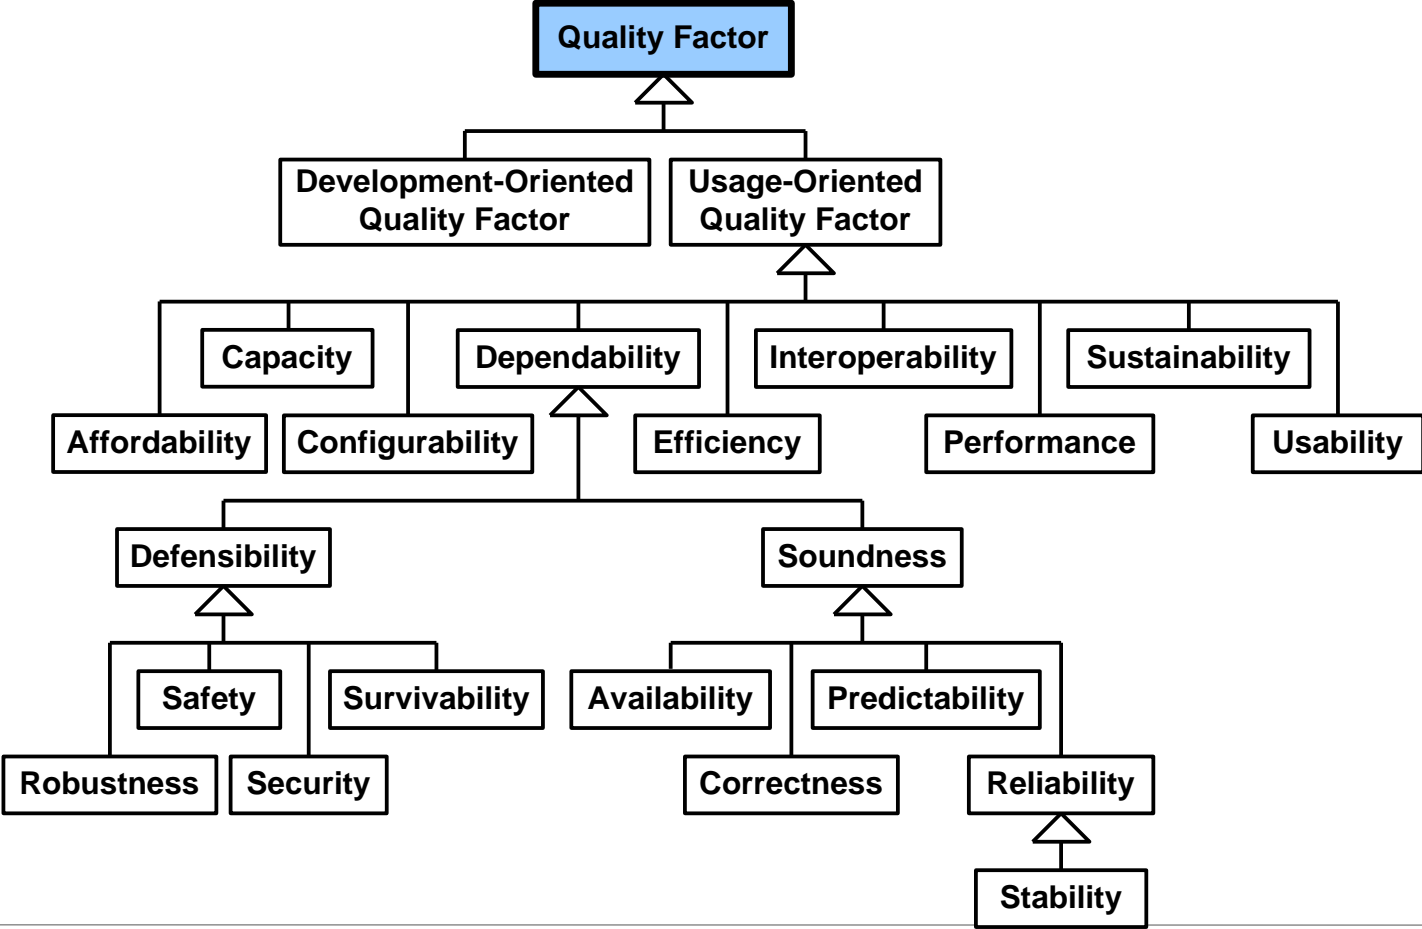 Quality Factor
Development-Oriented
Quality Factor
Usage-Oriented
Quality Factor
Capacity
Dependability
Interoperability
Sustainability
Affordability
Configurability
Efficiency
Performance
Usability
Defensibility
Soundness
Safety
Survivability
Availability
Predictability
Robustness
Security
Correctness
Reliability
Stability